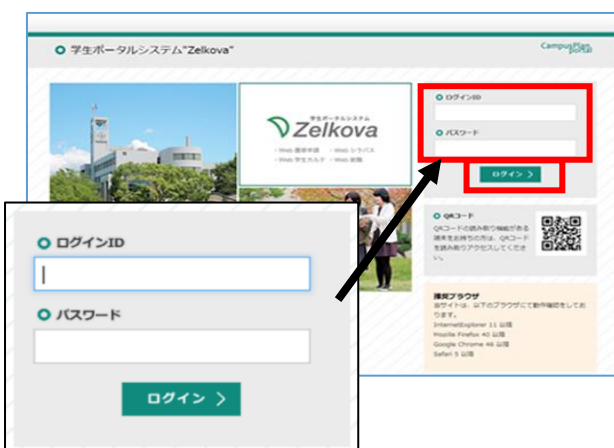 学生ポータルシステム"Zelkova"
CampusPlan
portal
学生ポータルシステム
Zelkova
・Web 履修申請 ・Web シラバス
・Web 学生カルテ ・Web 就職
ログインID
パスワード
ログイン >
QRコード
QRコードの読み取り機能がある
端末をお持ちの方は、QRコード
を読み取りアクセスしてくださ
い。
推奨ブラウザ
当サイトは、以下のブラウザにて動作確認をしてお
ります。
InternetExplorer 11 以降
Mozilla Firefox 40 以降
Google Chrome 46 以降
Safari 5 以降
ログインID
パスワード
ログイン >